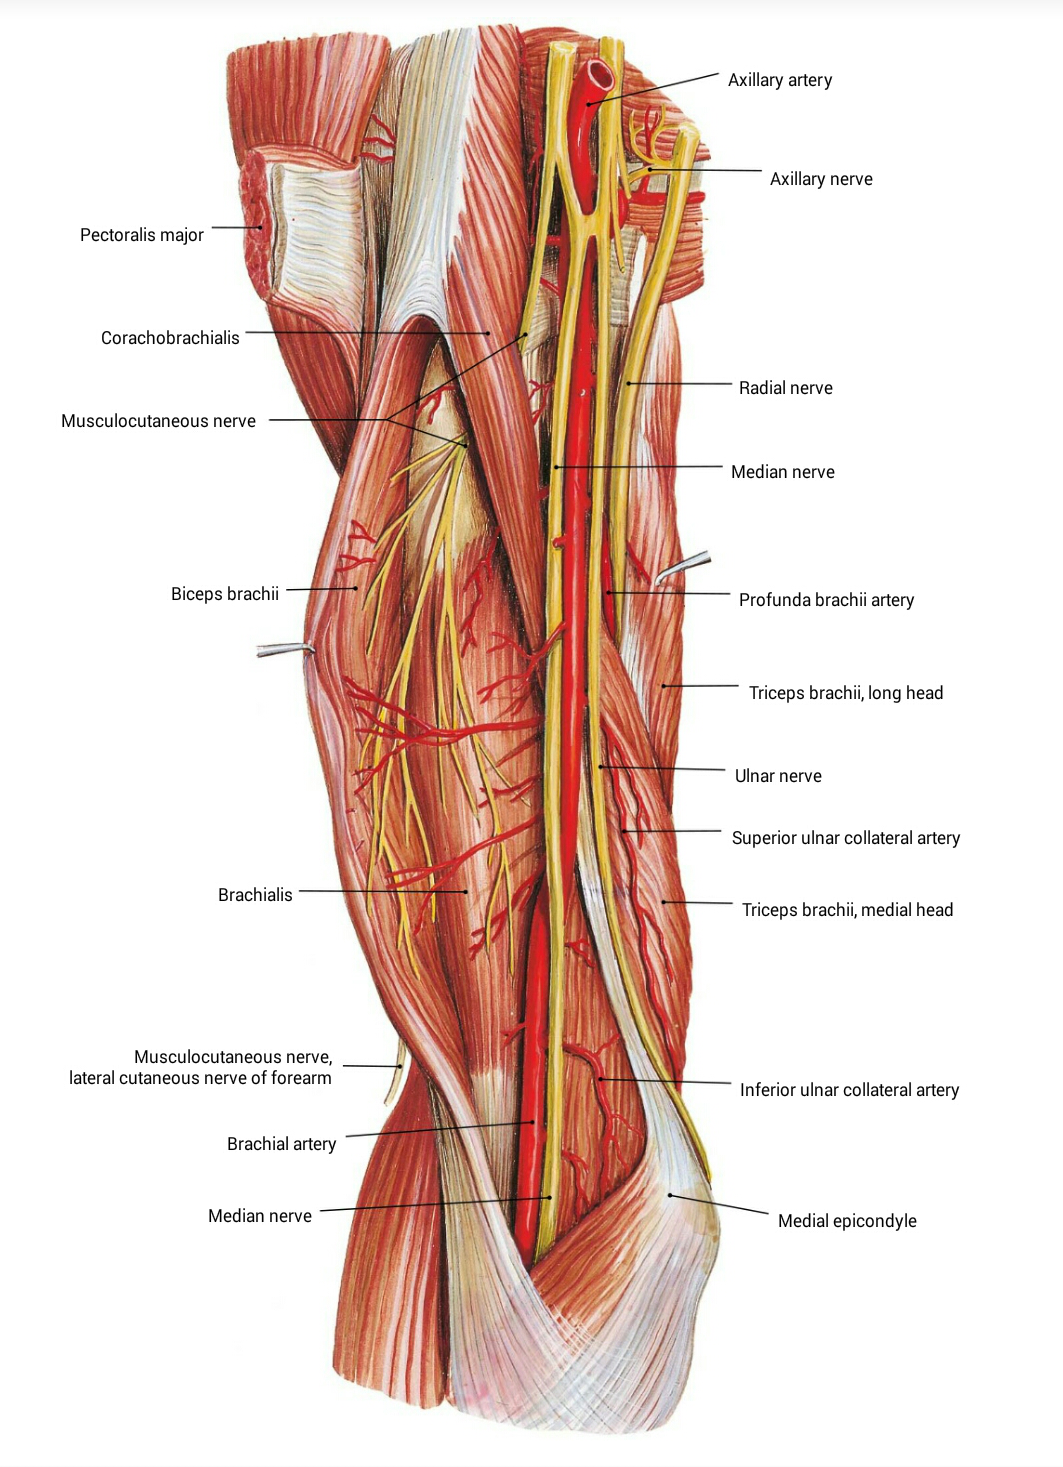 Axillary artery
Axillary nerve
Pectoralis major
Corachobrachialis
Radial nerve
Musculocutaneous nerve
Median nerve
Biceps brachii
Profunda brachii artery
Triceps brachii, long head
Ulnar nerve
Superior ulnar collateral artery
Brachialis
Triceps brachii, medial head
Musculocutaneous nerve,
lateral cutaneous nerve of forearm
Inferior ulnar collateral artery
Brachial artery
Median nerve
Medial epicondyle